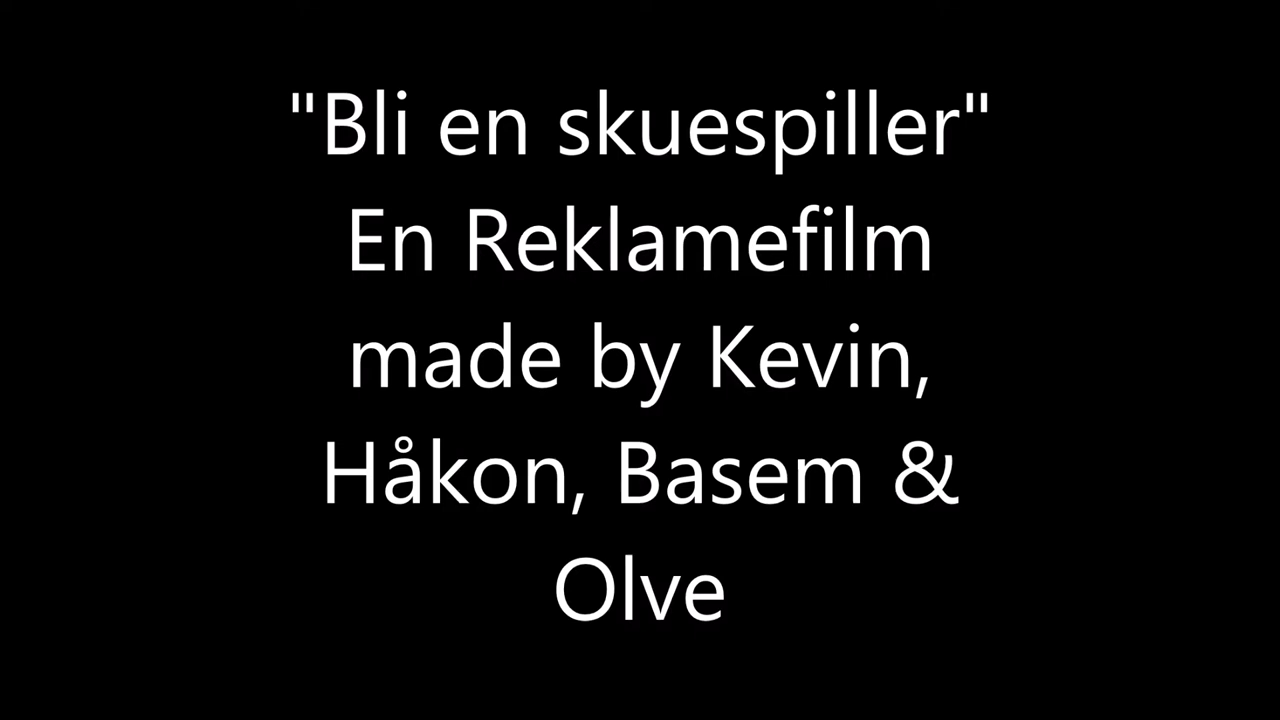 "Bli en skuespiller"
En Reklamefilm
made by Kevin,
Håkon, Basem &
Olve